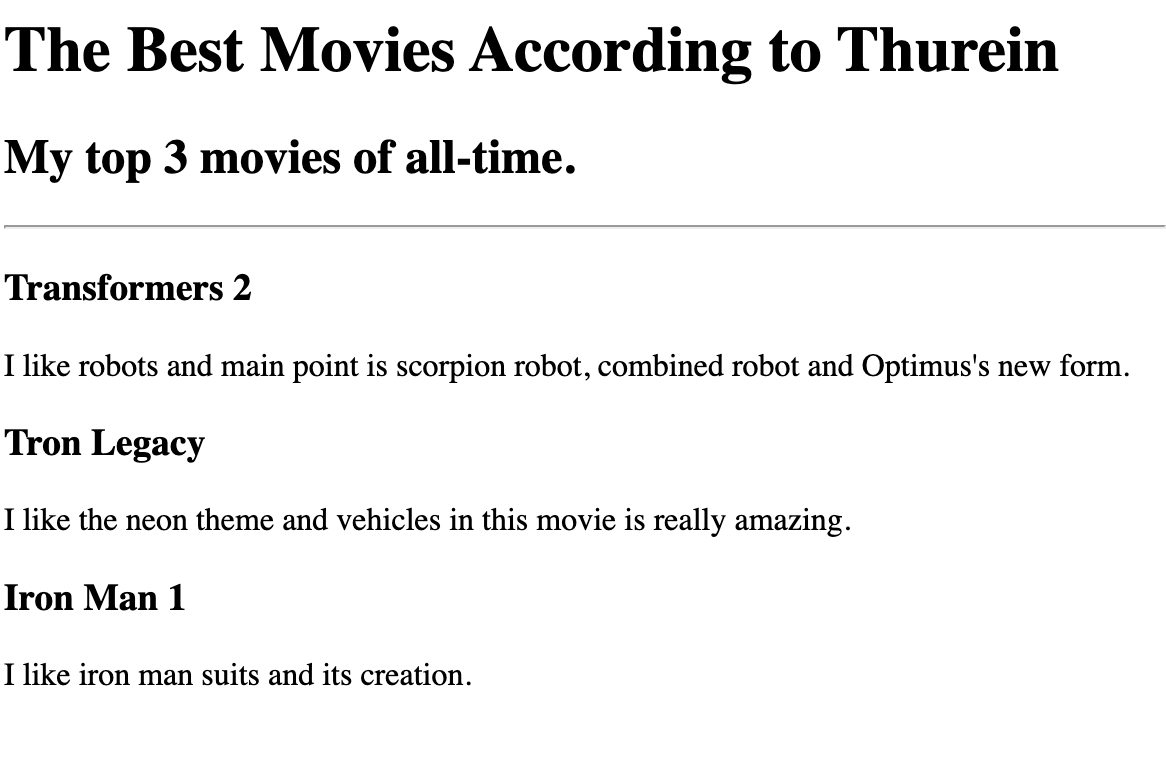 The Best Movies According to Thurein
My top 3 movies of all-time.
Transformers 2
I like robots and main point is scorpion robot, combined robot and Optimus's new form.
Tron Legacy
I like the neon theme and vehicles in this movie is really amazing.
Iron Man 1
I like iron man suits and its creation.